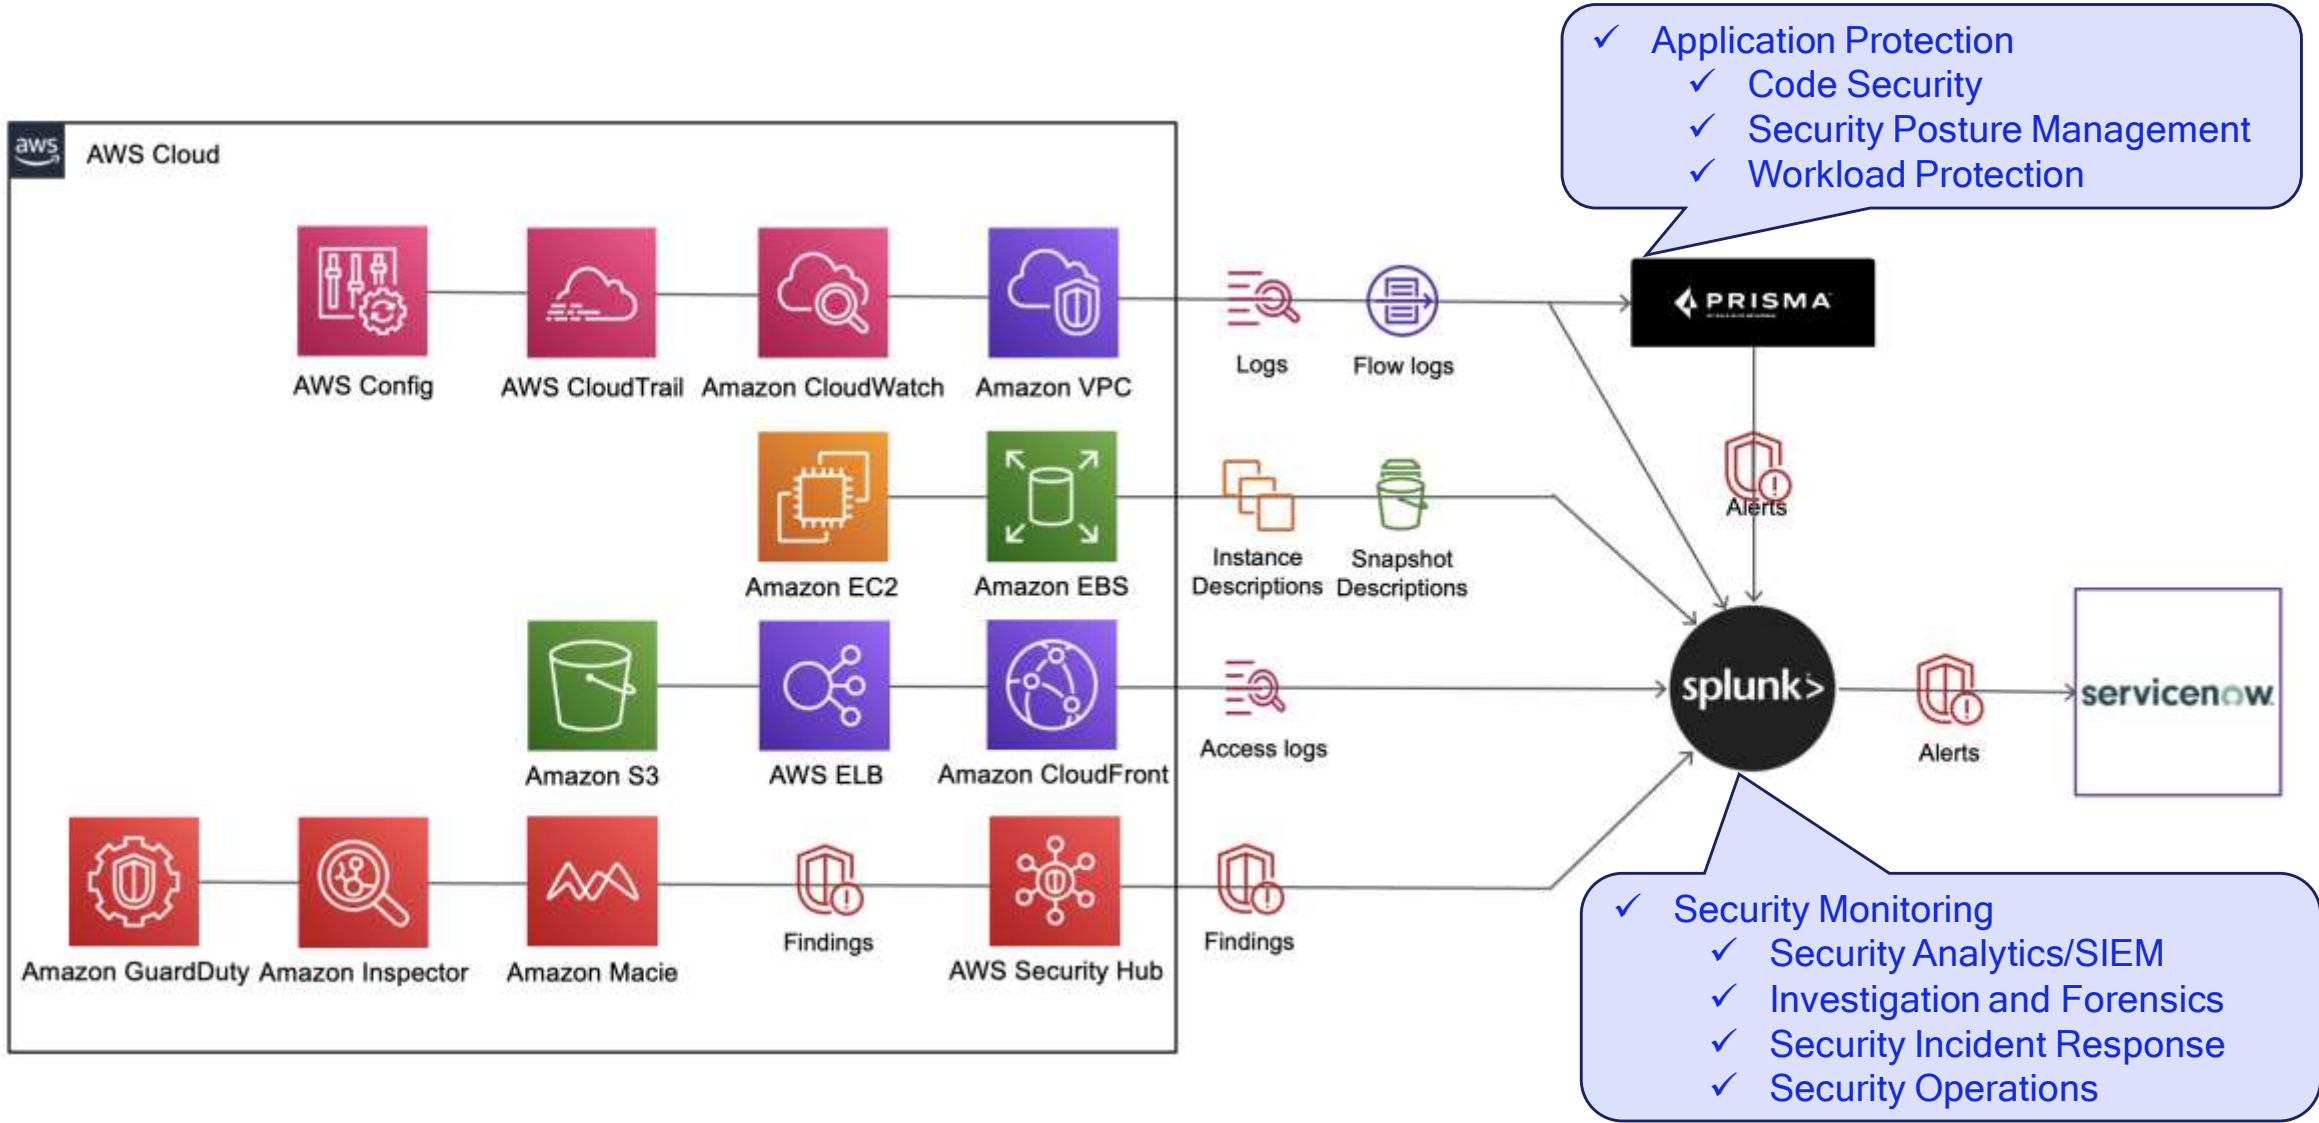 ✓ Application Protection
✓ Code Security
✓ Security Posture Management
✓ Workload Protection
aws
AWS Cloud
AWS Config
AWS CloudTrail
Amazon CloudWatch
Amazon VPC
Logs
Flow logs
PRISMA
Alerts
Amazon EC2
Amazon EBS
Instance
Descriptions
Snapshot
Descriptions
Amazon S3
AWS ELB
Amazon CloudFront
Access logs
splunk>
Alerts
servicenow
Amazon GuardDuty
Amazon Inspector
Amazon Macie
Findings
AWS Security Hub
Findings
✓ Security Monitoring
✓ Security Analytics/SIEM
✓ Investigation and Forensics
✓ Security Incident Response
✓ Security Operations